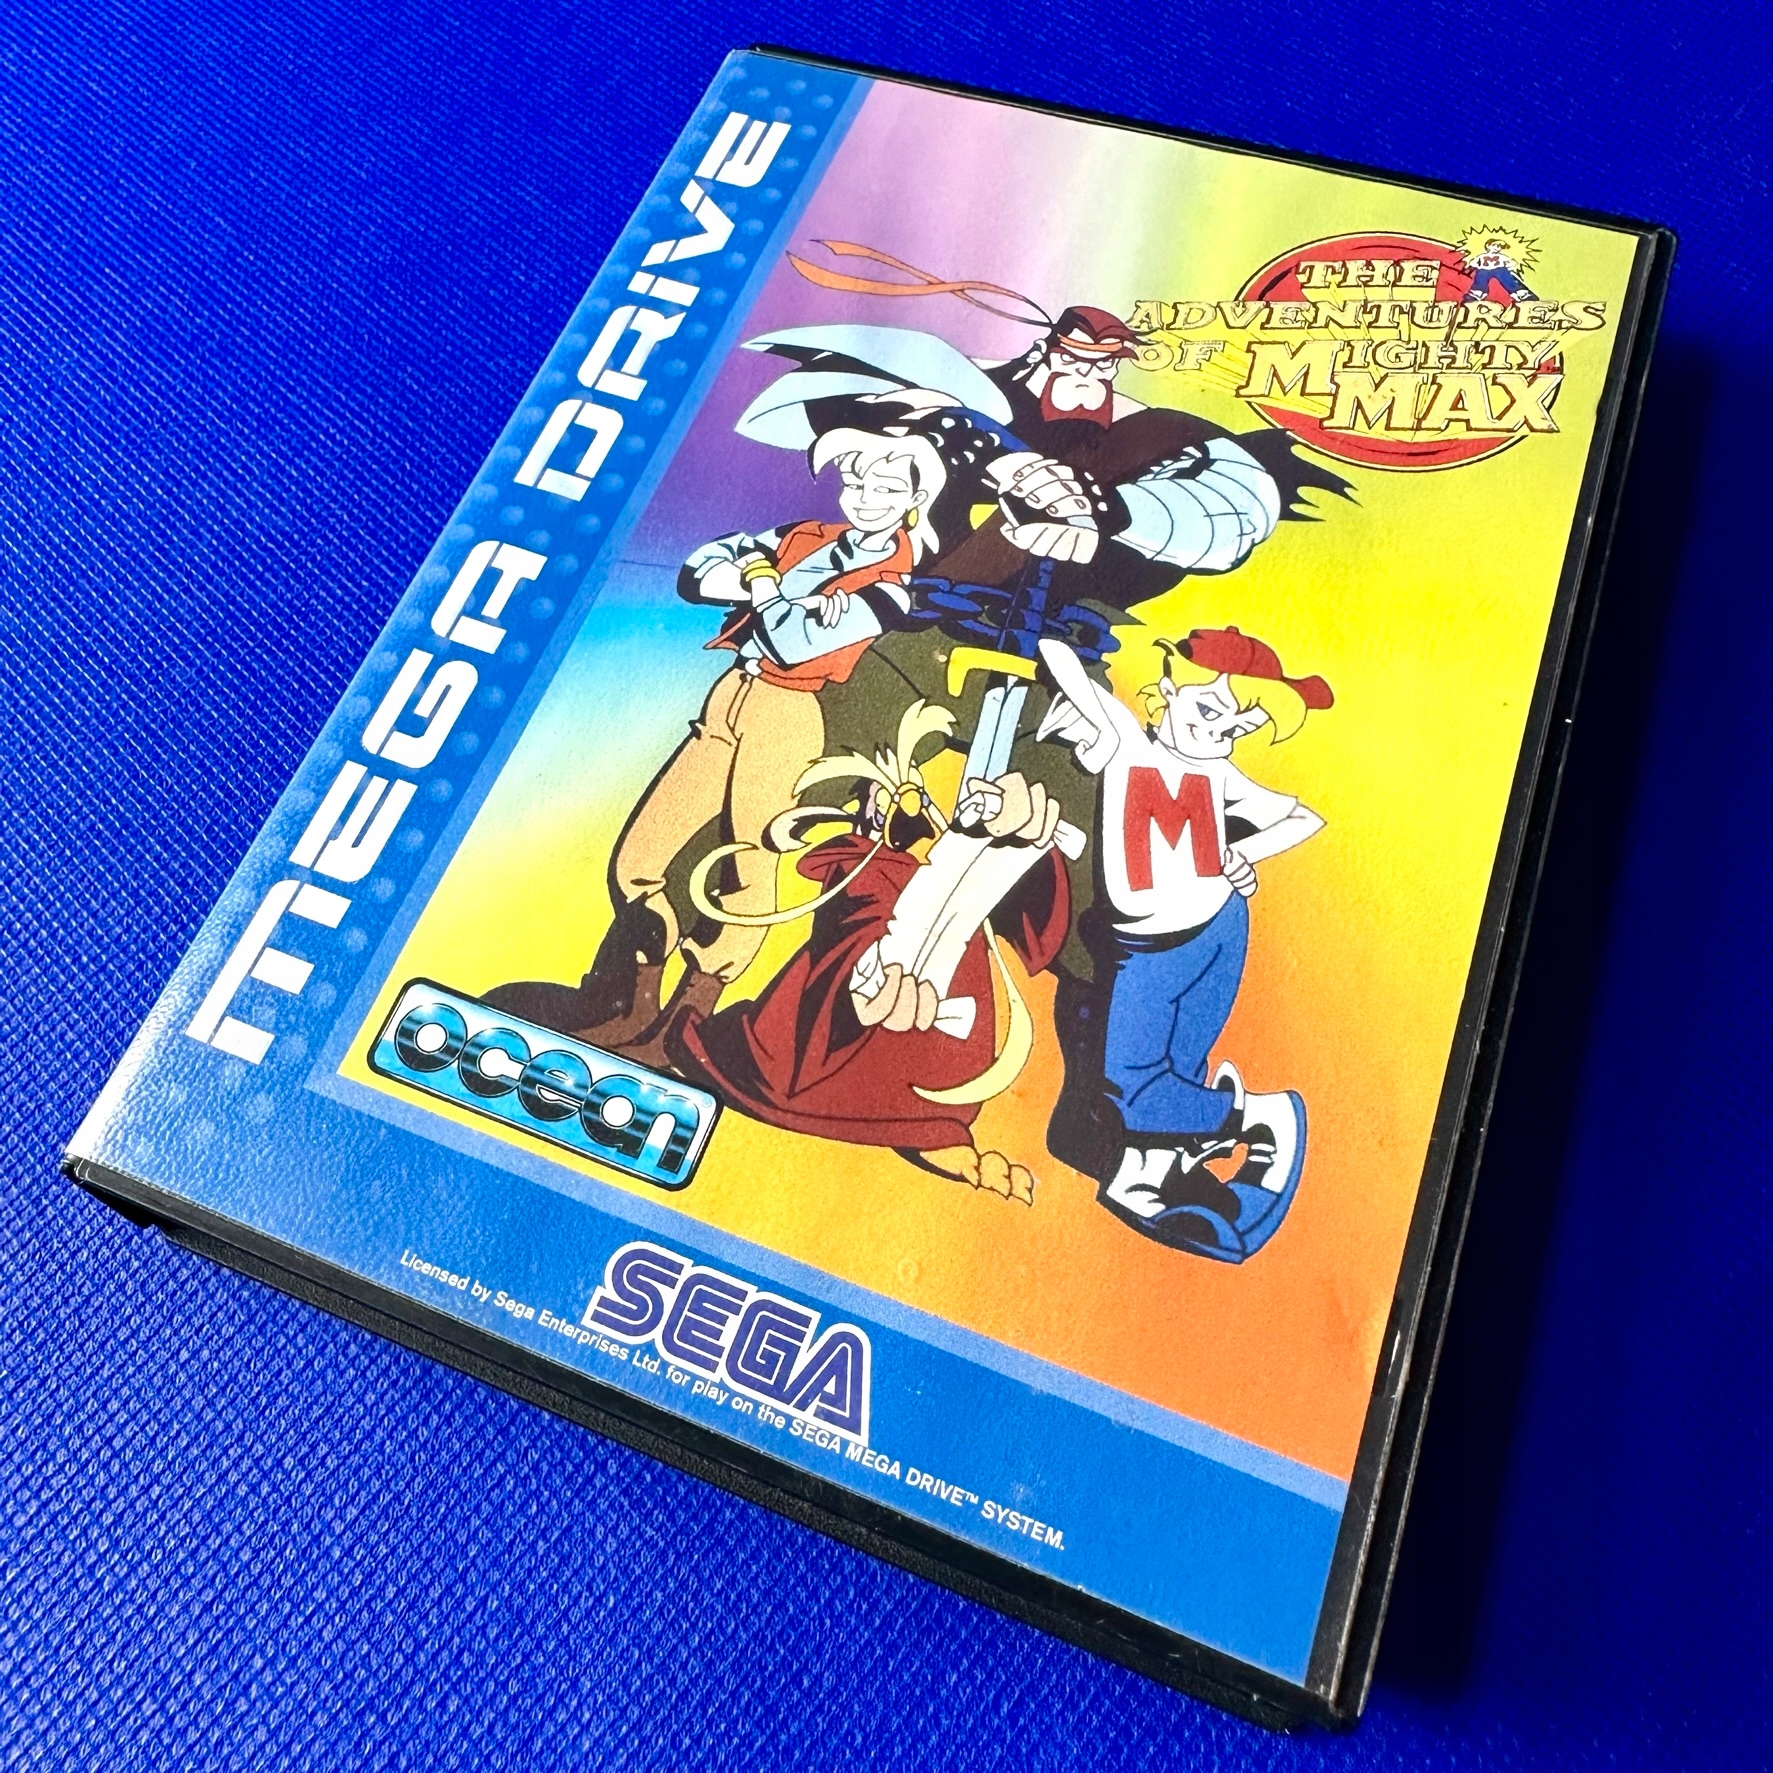 MEGA DRIVE
THE
ADVENTURES
OF MIGHTY
MAX
M
M
ocean
SEGA
Licensed by Sega Enterprises Ltd. for play on the SEGA MEGA DRIVE™ SYSTEM.